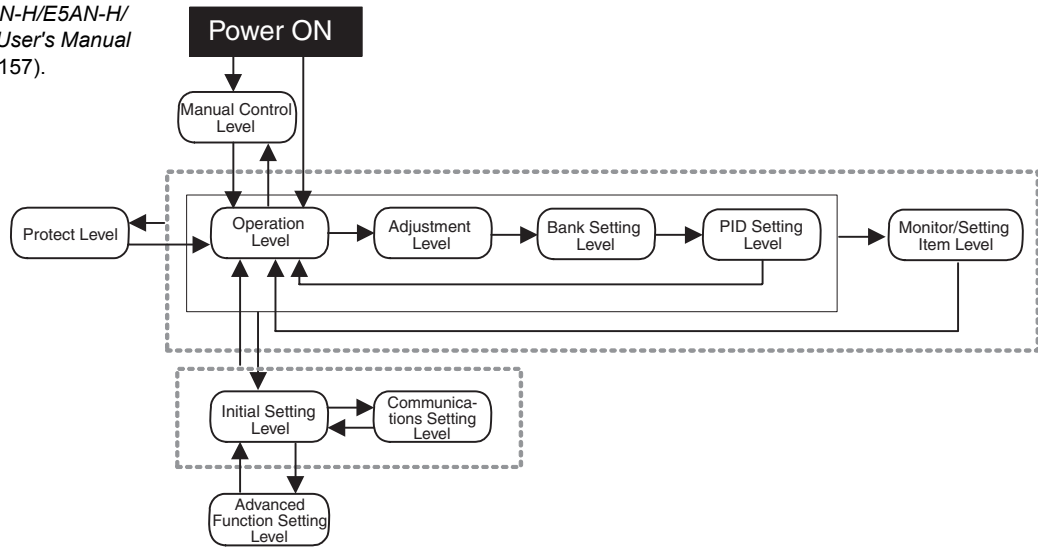 N-H/E5AN-H/
User's Manual
157).
Power ON
Manual Control
Level
Protect Level
Operation
Level
Adjustment
Level
Bank Setting
Level
PID Setting
Level
Monitor/Setting
Item Level
Initial Setting
Level
Communica-
tions Setting
Level
Advanced
Function Setting
Level